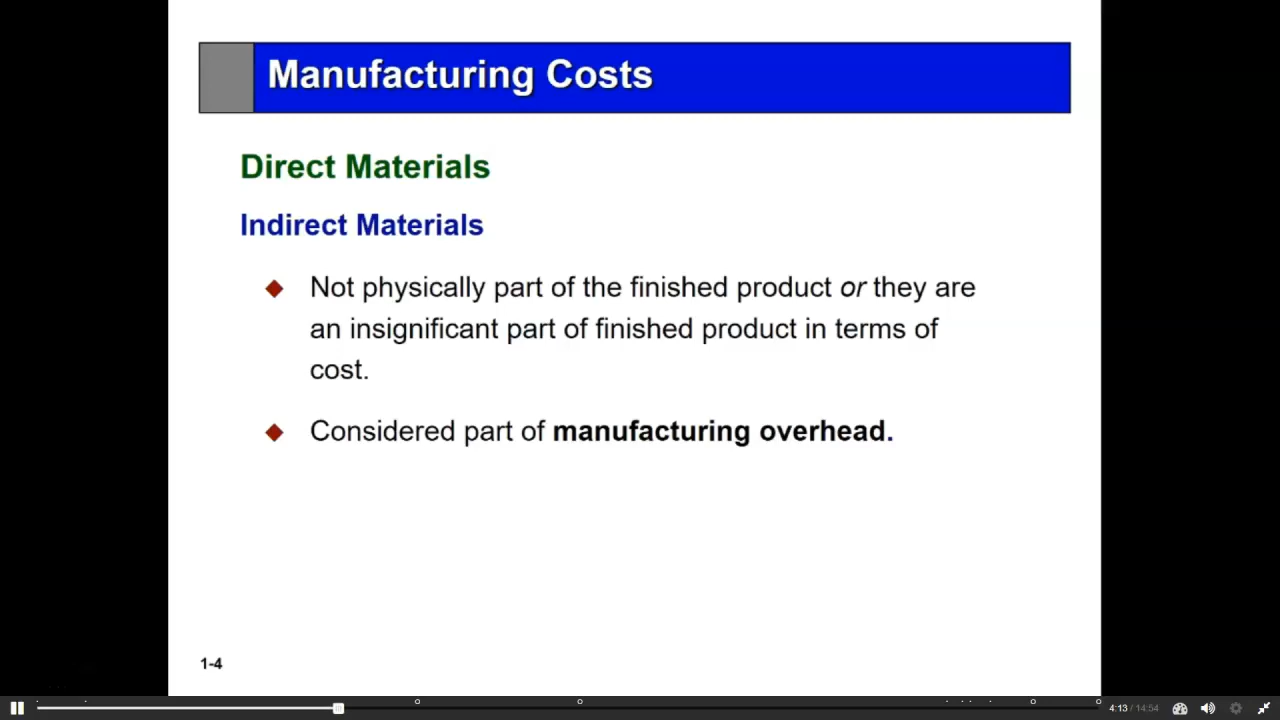 Manufacturing Costs
Direct Materials
Indirect Materials
Not physically part of the finished product or they are
an insignificant part of finished product in terms of
cost.
Considered part of manufacturing overhead.
1-4
4:13 / 14:54